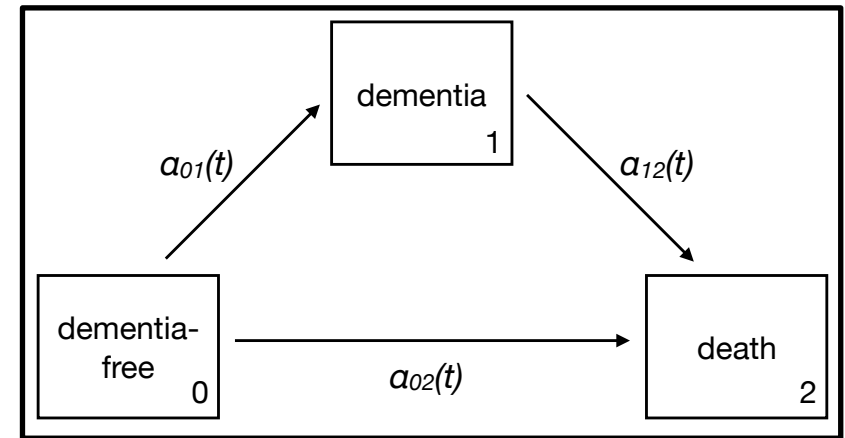 dementia
1
a01(t)
a12(t)
dementia-
free
0
a02(t)
death
2